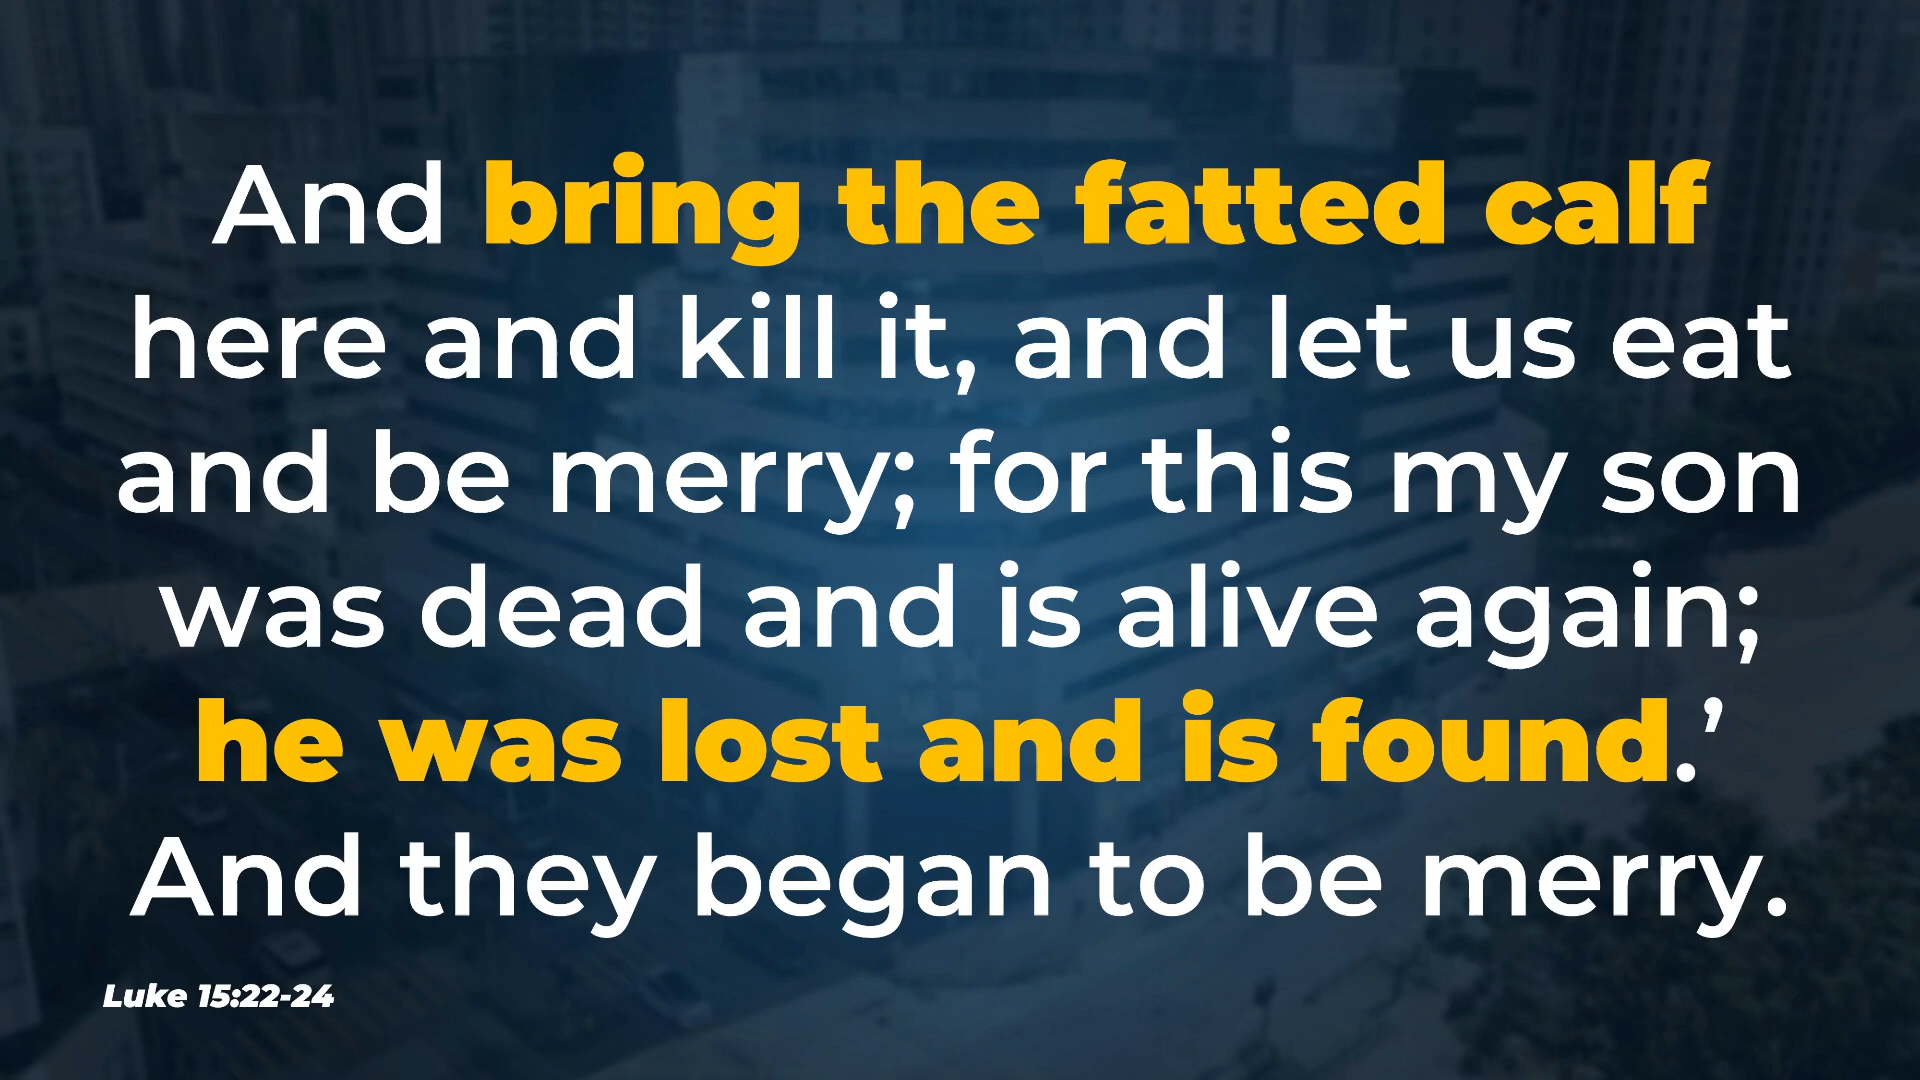 And bring the fatted calf
here and kill it, and let us eat
and be merry; for this my son
was dead and is alive again;
he was lost and is found.’
And they began to be merry.
Luke 15:22-24